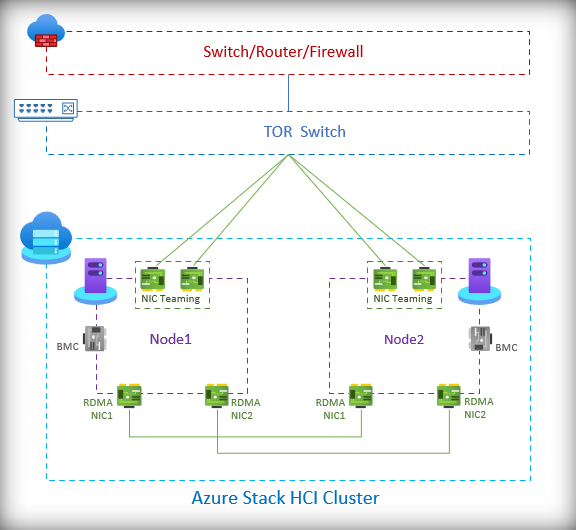 Switch/Router/Firewall
TOR Switch
NIC Teaming
NIC Teaming
Node1
Node2
BMC
BMC
RDMA
NIC1
RDMA
NIC2
RDMA
NIC1
RDMA
NIC2
Azure Stack HCI Cluster